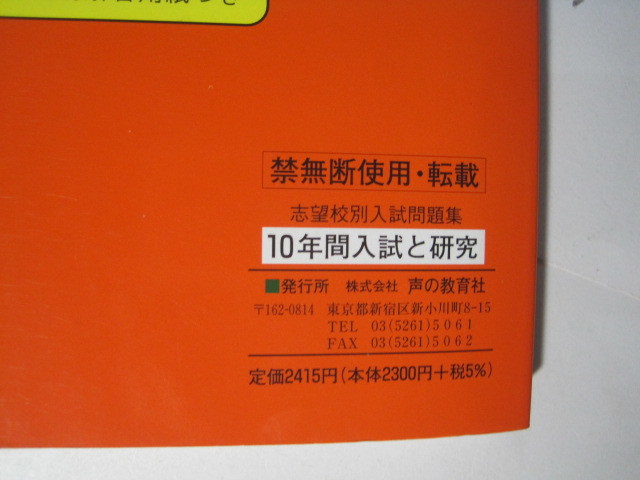 禁無断使用・転載
志望校別入試問題集
10年間入試と研究
■発行所 株式会社 声の教育社
〒162-0814 東京都新宿区新小川町8-15
TEL 03(5261)5061
FAX 03(5261)5062
定価2415円(本体2300円+税5%)